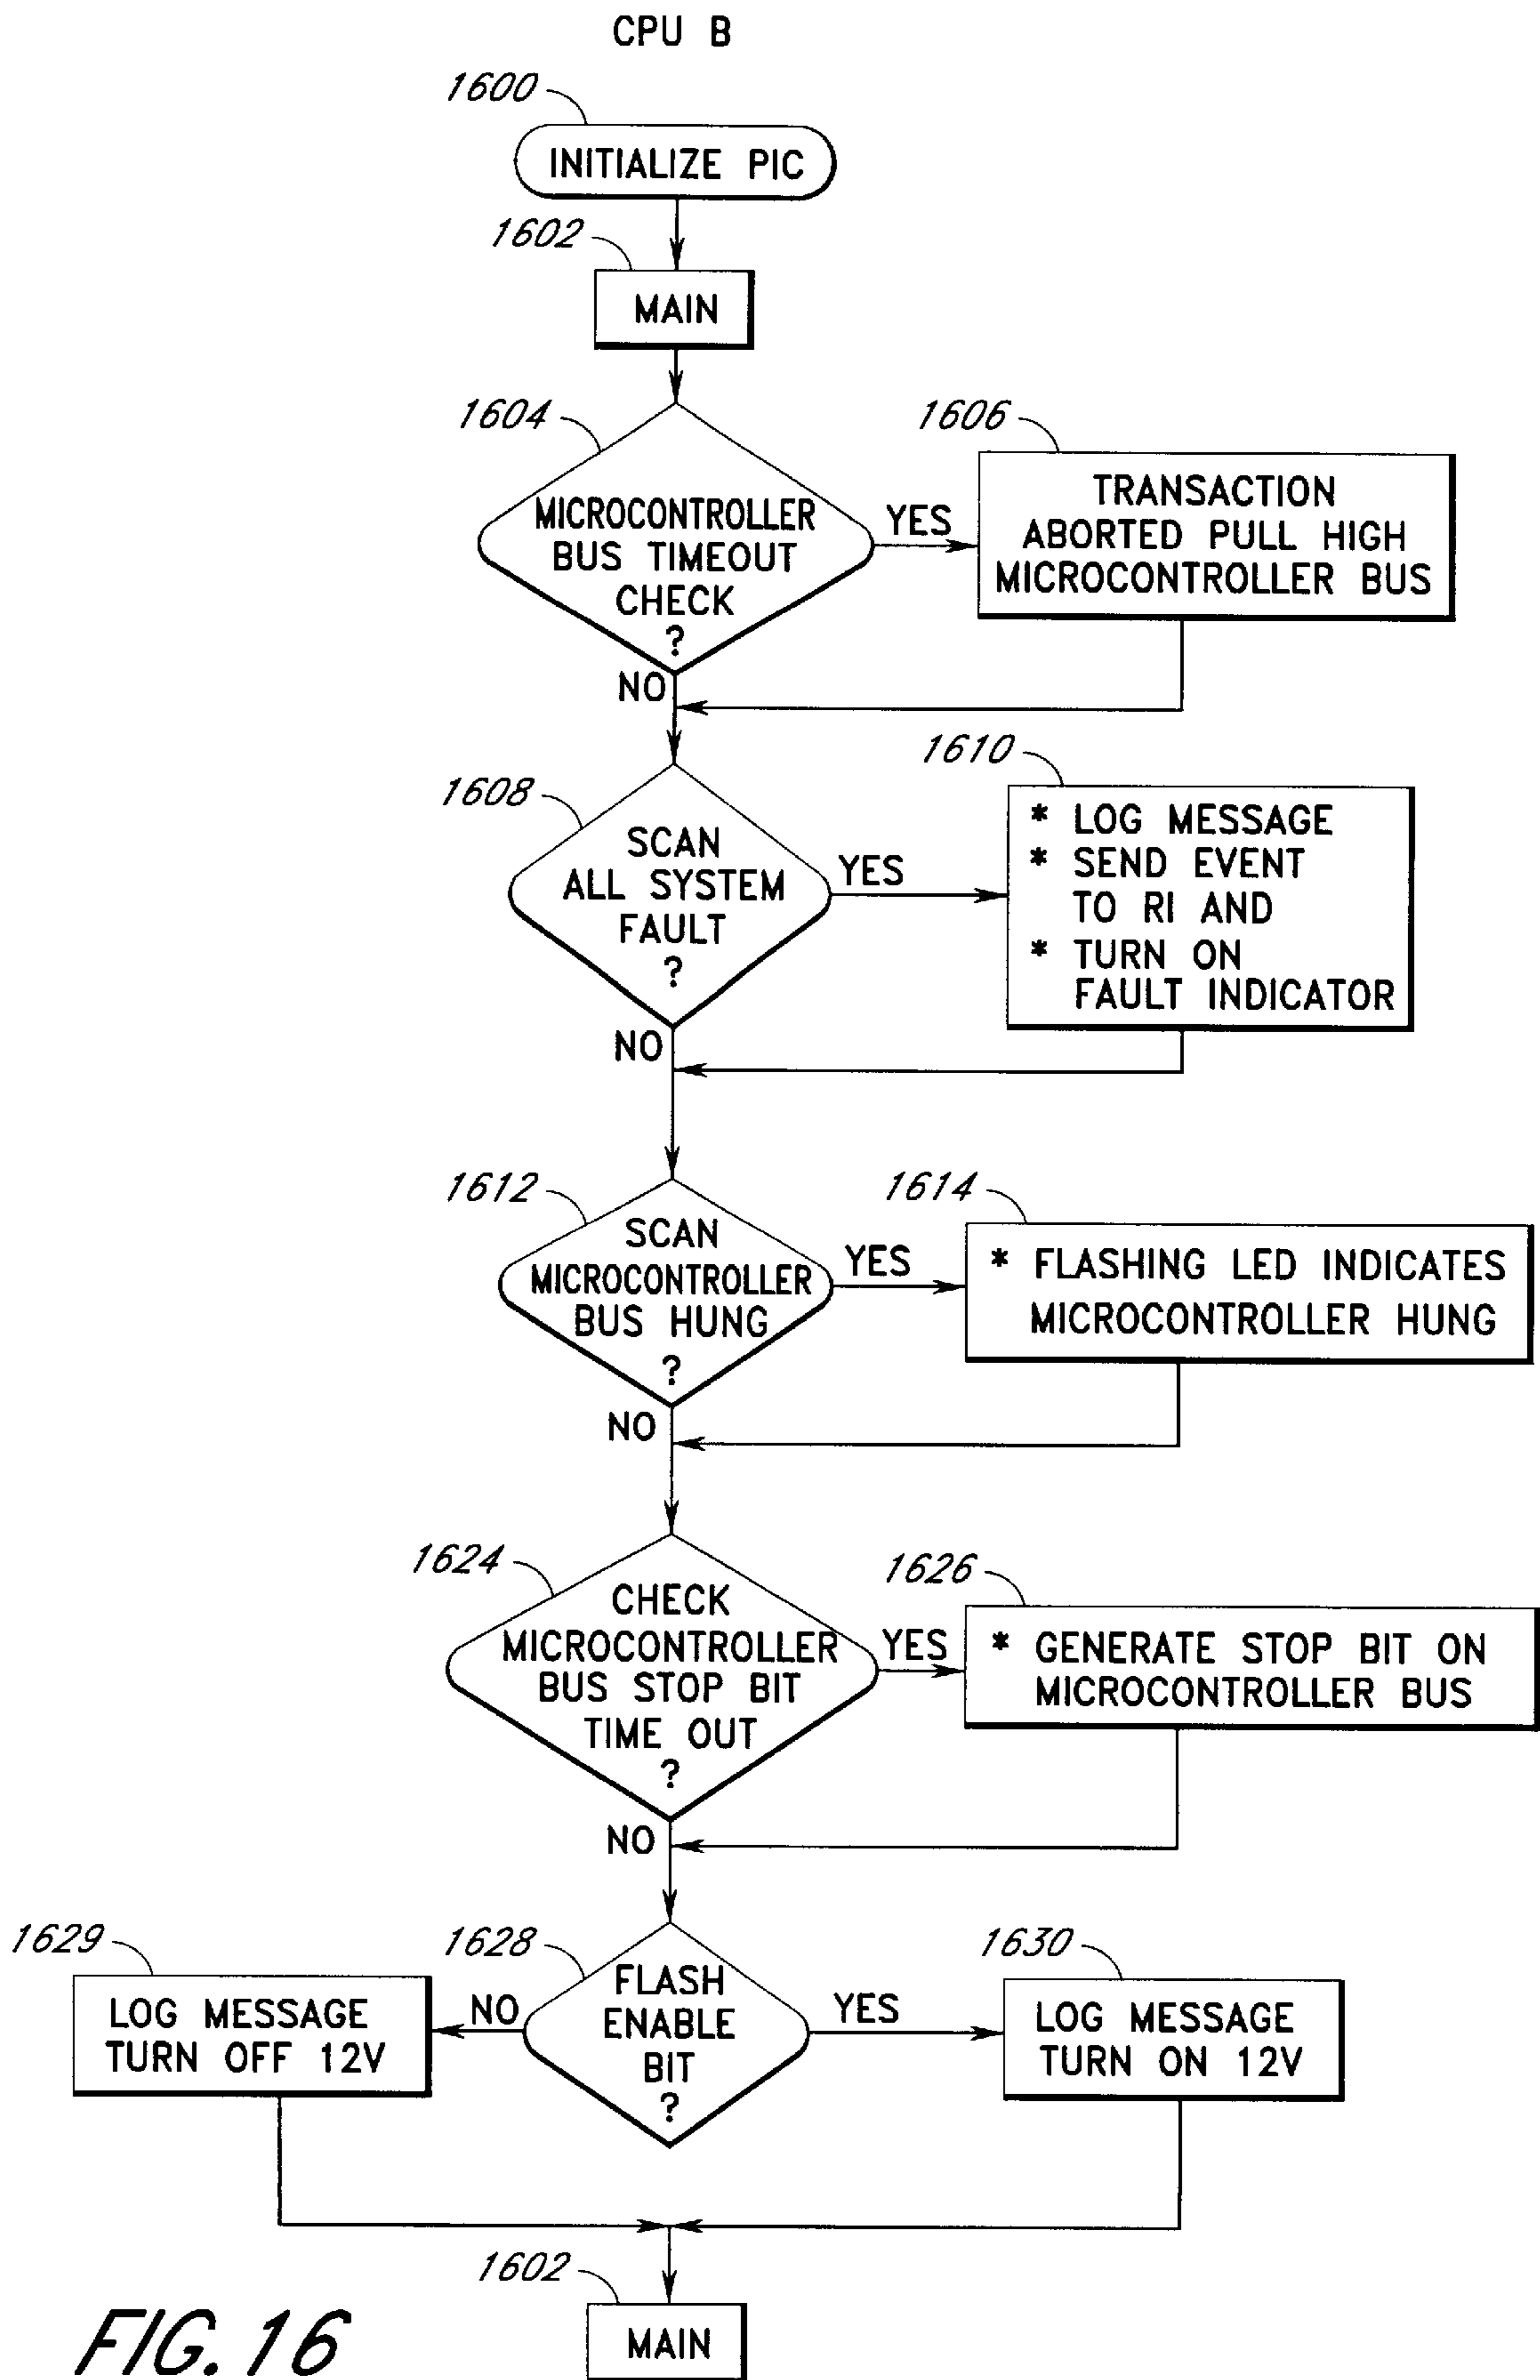 CPU B
1600
INITIALIZE PIC
1602
MAIN
1604
MICROCONTROLLER
BUS TIMEOUT
CHECK
?
YES
NO
1606
TRANSACTION
ABORTED PULL HIGH
MICROCONTROLLER BUS
1608
SCAN
ALL SYSTEM
FAULT
?
YES
NO
1610
* LOG MESSAGE
* SEND EVENT
TO RI AND
* TURN ON
FAULT INDICATOR
1612
SCAN
MICROCONTROLLER
BUS HUNG
?
YES
NO
1614
* FLASHING LED INDICATES
MICROCONTROLLER HUNG
1624
CHECK
MICROCONTROLLER
BUS STOP BIT
TIME OUT
?
YES
NO
1626
* GENERATE STOP BIT ON
MICROCONTROLLER BUS
1628
FLASH
ENABLE
BIT
?
NO
YES
1629
LOG MESSAGE
TURN OFF 12V
1630
LOG MESSAGE
TURN ON 12V
1602
MAIN
FIG. 16